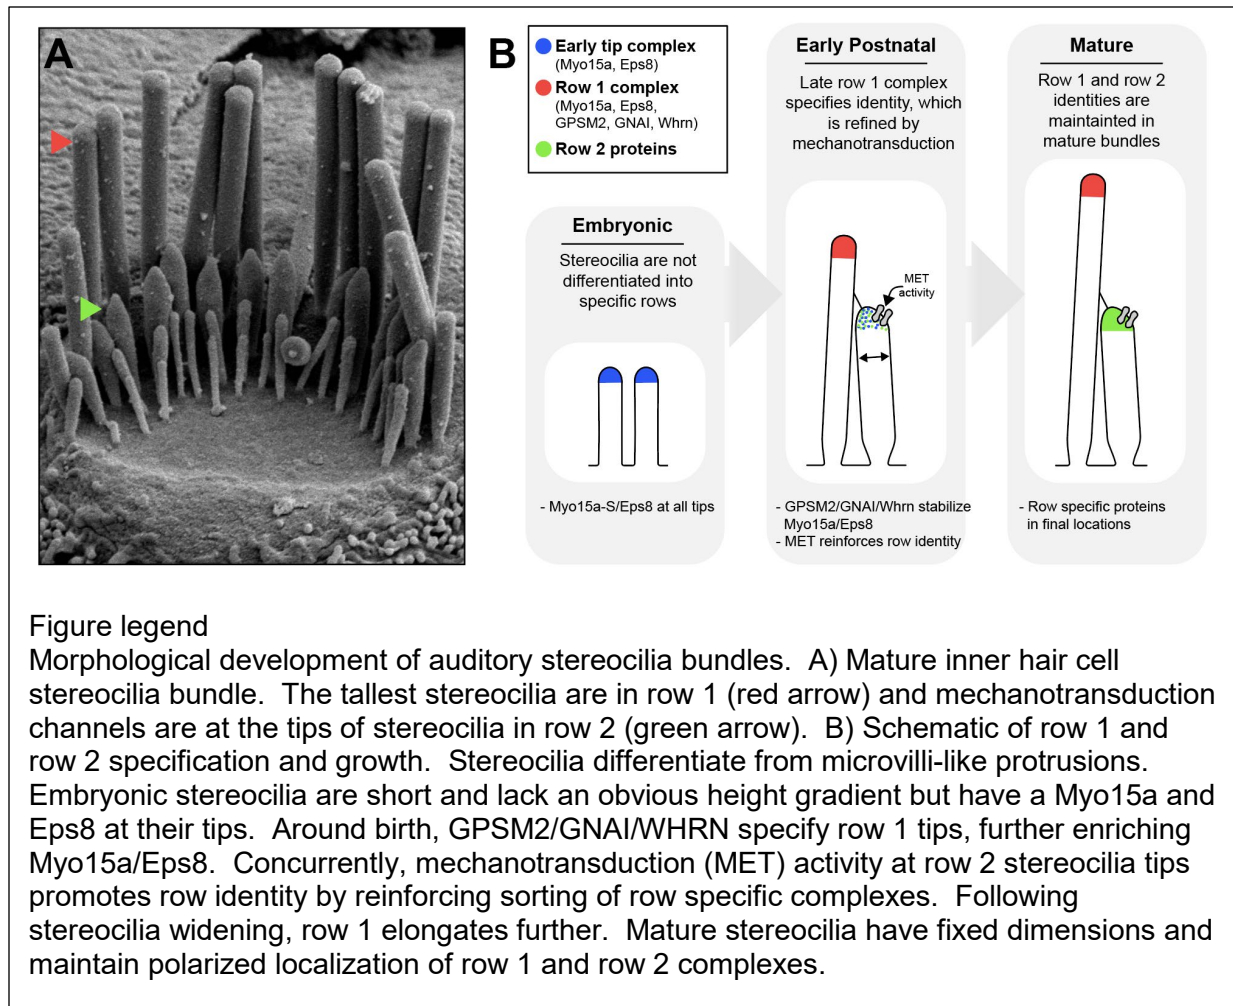 A
B
Early tip complex
(Myo15a, Eps8)
Row 1 complex
(Myo15a, Eps8,
GPSM2, GNAI, Whrn)
Row 2 proteins
Embryonic
Stereocilia are not
differentiated into
specific rows
- Myo15a-S/Eps8 at all tips
Early Postnatal
Late row 1 complex
specifies identity, which
is refined by
mechanotransduction
MET
activity
- GPSM2/GNAI/Whrn stabilize
Myo15a/Eps8
- MET reinforces row identity
Mature
Row 1 and row 2
identities are
maintainted in
mature bundles
- Row specific proteins
in final locations
Figure legend
Morphological development of auditory stereocilia bundles.  A) Mature inner hair cell
stereocilia bundle.  The tallest stereocilia are in row 1 (red arrow) and mechanotransduction
channels are at the tips of stereocilia in row 2 (green arrow).  B) Schematic of row 1 and
row 2 specification and growth.  Stereocilia differentiate from microvilli-like protrusions.
Embryonic stereocilia are short and lack an obvious height gradient but have a Myo15a and
Eps8 at their tips.  Around birth, GPSM2/GNAI/WHRN specify row 1 tips, further enriching
Myo15a/Eps8.  Concurrently, mechanotransduction (MET) activity at row 2 stereocilia tips
promotes row identity by reinforcing sorting of row specific complexes.  Following
stereocilia widening, row 1 elongates further.  Mature stereocilia have fixed dimensions and
maintain polarized localization of row 1 and row 2 complexes.